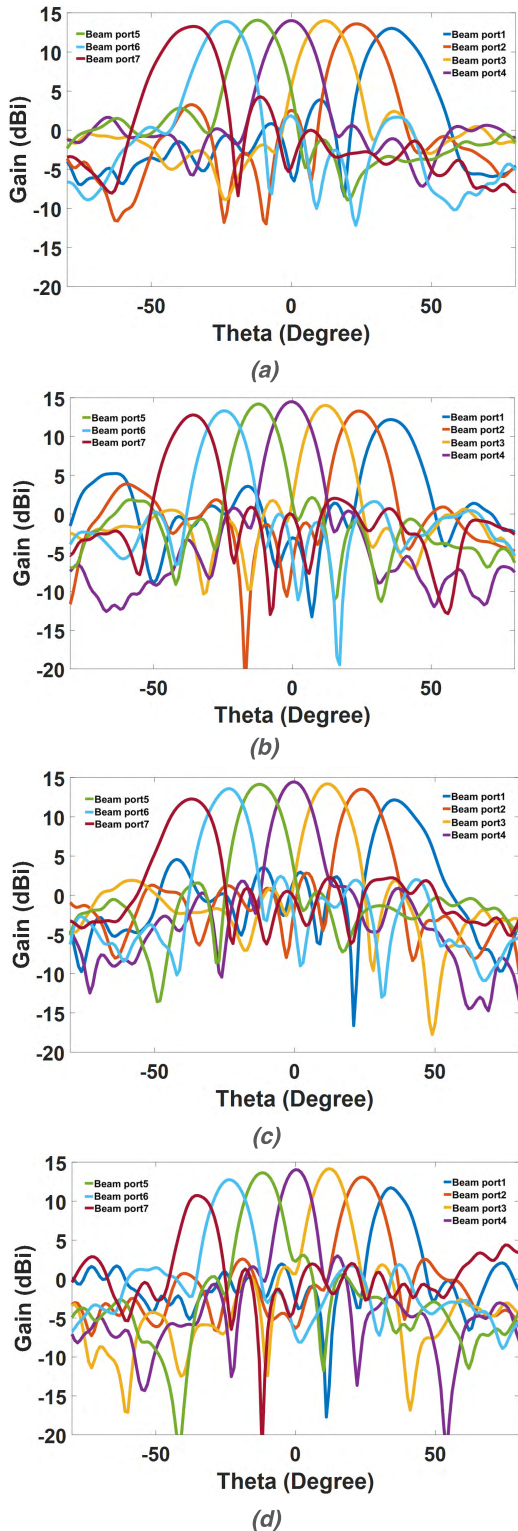 15
10
5
0
-5
-10
-15
-20
Gain (dBi)
Beam port5
Beam port6
Beam port7
Beam port1
Beam port2
Beam port3
Beam port4
-50
0
50
Theta (Degree)
(a)
15
10
5
0
-5
-10
-15
-20
Gain (dBi)
Beam port5
Beam port6
Beam port7
Beam port1
Beam port2
Beam port3
Beam port4
-50
0
50
Theta (Degree)
(b)
15
10
5
0
-5
-10
-15
-20
Gain (dBi)
Beam port5
Beam port6
Beam port7
Beam port1
Beam port2
Beam port3
Beam port4
-50
0
50
Theta (Degree)
(c)
15
10
5
0
-5
-10
-15
-20
Gain (dBi)
Beam port5
Beam port6
Beam port7
Beam port1
Beam port2
Beam port3
Beam port4
-50
0
50
Theta (Degree)
(d)